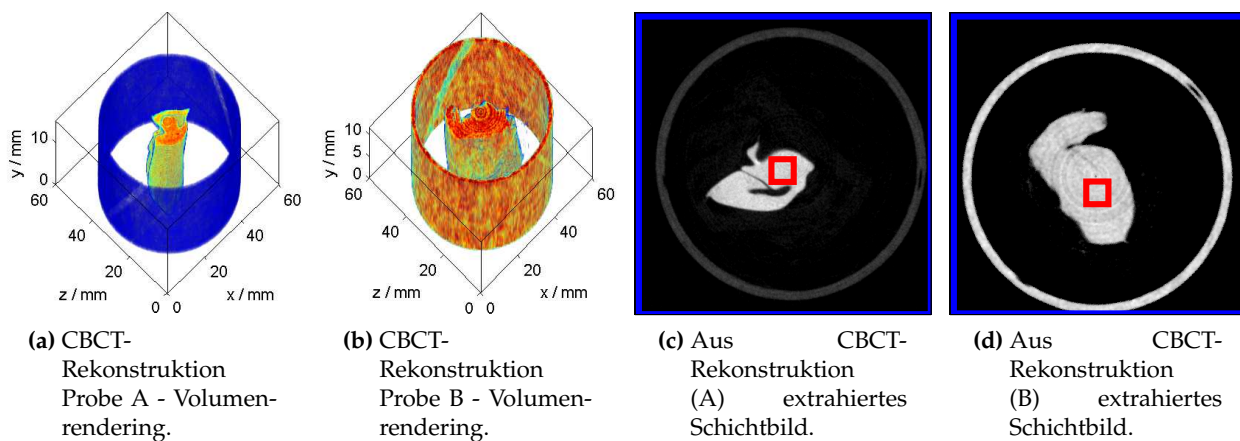 y / mm
10
0
60
40
20
0
z / mm
0
20
40
60
x / mm
y / mm
10
5
0
60
40
20
0
z / mm
0
20
40
60
x / mm
(a) CBCT-
Rekonstruktion
Probe A - Volumen-
rendering.
(b) CBCT-
Rekonstruktion
Probe B - Volumen-
rendering.
(c) Aus CBCT-
Rekonstruktion
(A) extrahiertes
Schichtbild.
(d) Aus CBCT-
Rekonstruktion
(B) extrahiertes
Schichtbild.